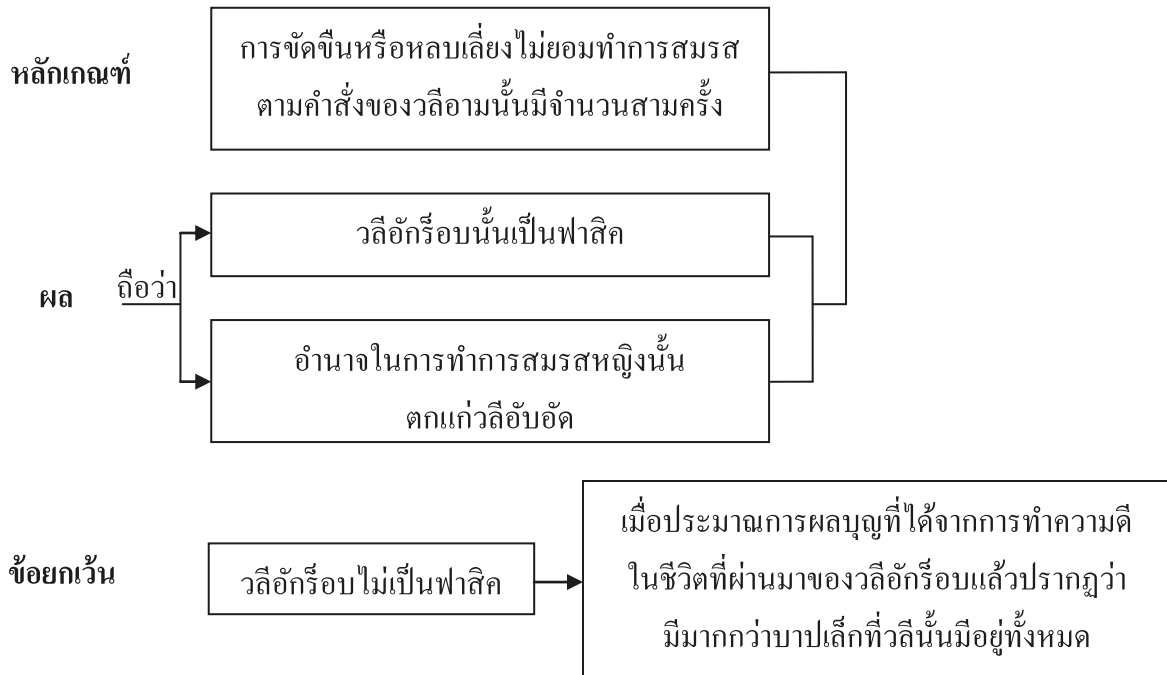 หลักเกณฑ์
การขัดขืนหรือหลบเลี่ยงไม่ยอมทำการสมรส
ตามคำสั่งของวลีอามนั้นมีจำนวนสามครั้ง
ผล
ถือว่า
วลีอักร็อบนั้นเป็นฟาสิค
อำนาจในการทำการสมรสหญิงนั้น
ตกแก่วลีอับอัด
ข้อยกเว้น
วลีอักร็อบไม่เป็นฟาสิค
เมื่อประมาณการผลบุญที่ได้จากการทำความดี
ในชีวิตที่ผ่านมาของวลีอักร็อบแล้วปรากฏว่า
มีมากกว่าบาปเล็กที่วลีนั้นมีอยู่ทั้งหมด